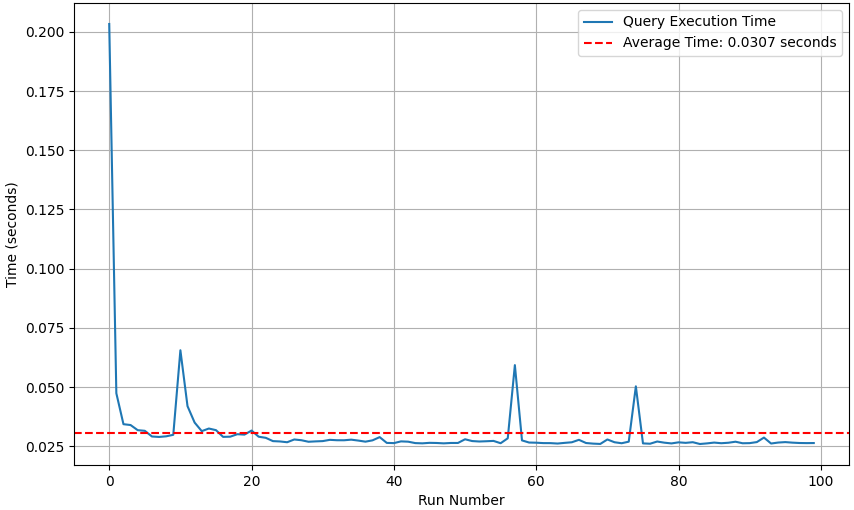 Query Execution Time
Average Time: 0.0307 seconds
0.200
0.175
0.150
0.125
0.100
0.075
0.050
0.025
Time (seconds)
0 20 40 60 80 100
Run Number